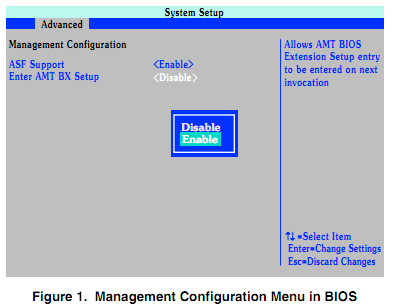 System Setup
Advanced
Management Configuration
ASF Support <Enable>
Enter AMT BX Setup <Disable>
Disable
Enable
Allows AMT BIOS
Extension Setup entry
to be entered on next
invocation
↑↓=Select Item
Enter=Change Settings
Esc=Discard Changes
Figure 1. Management Configuration Menu in BIOS